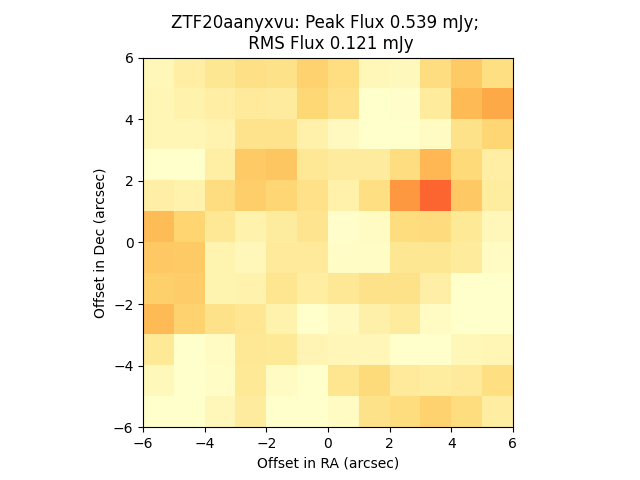 ZTF20aanyxvu: Peak Flux 0.539 mJy;
RMS Flux 0.121 mJy
6
4
2
0
−2
−4
−6
Offset in Dec (arcsec)
−6 −4 −2 0 2 4 6
Offset in RA (arcsec)